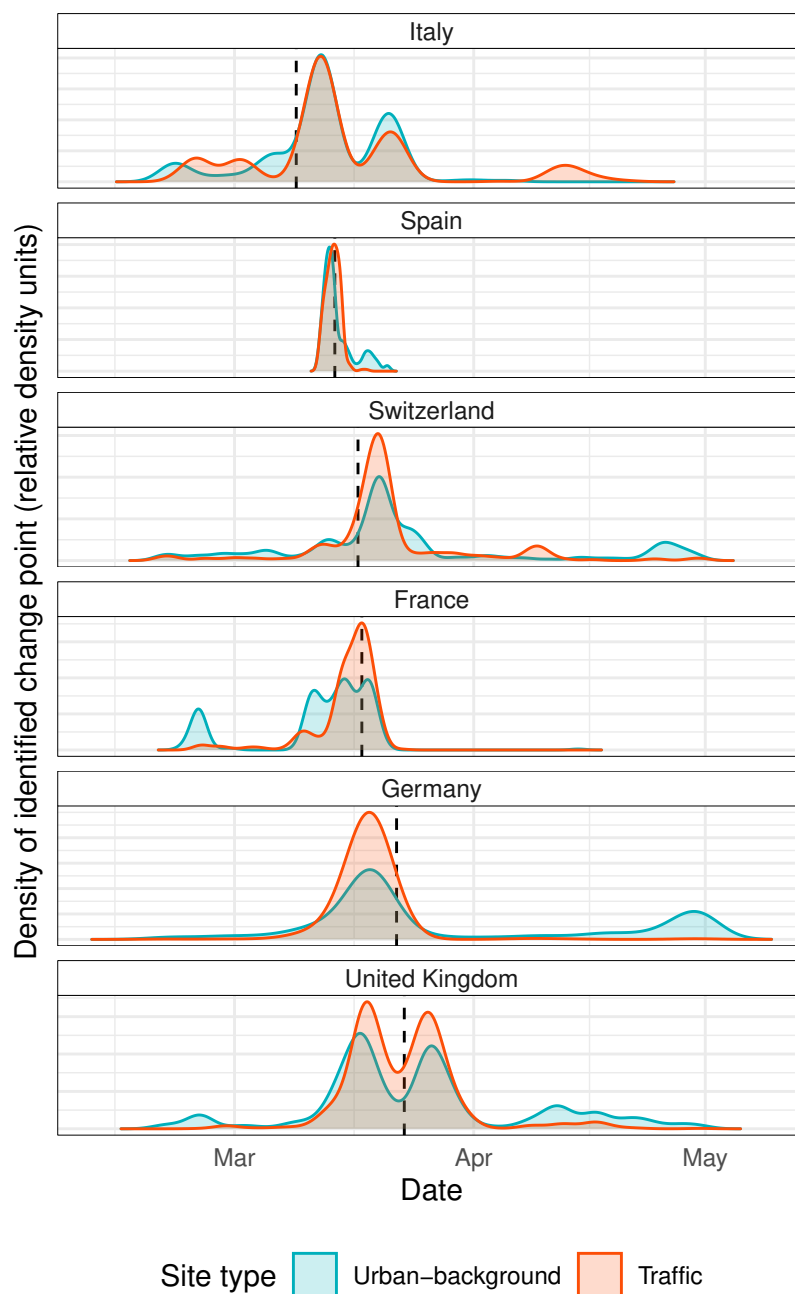 Italy
Spain
Switzerland
France
Germany
United Kingdom
Density of identified change point (relative density units)
Mar Apr May
Date
Site type Urban−background Traffic